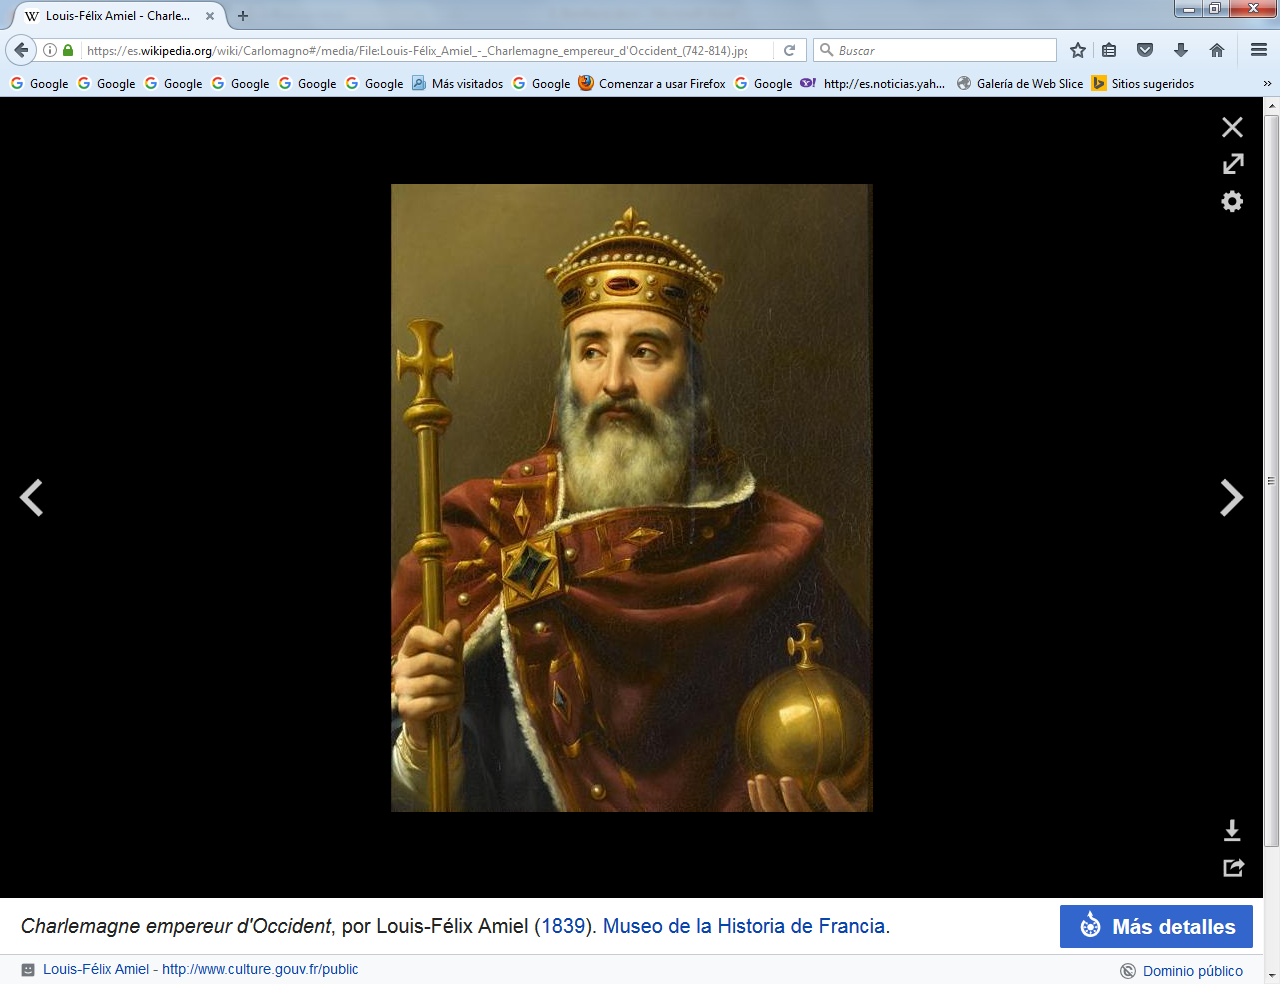 Louis-Félix Amiel - Charle...
https://es.wikipedia.org/wiki/Carlomagno#/media/File:Louis-Félix_Amiel_-_Charlemagne_empereur_d'Occident_(742-814).jpg
Buscar
Google Google Google Google Google Google Más visitados Google Comenzar a usar Firefox Google http://es.noticias.yah... Galería de Web Slice Sitios sugeridos
Charlemagne empereur d'Occident, por Louis-Félix Amiel (1839). Museo de la Historia de Francia.
Más detalles
Louis-Félix Amiel - http://www.culture.gouv.fr/public
Dominio público